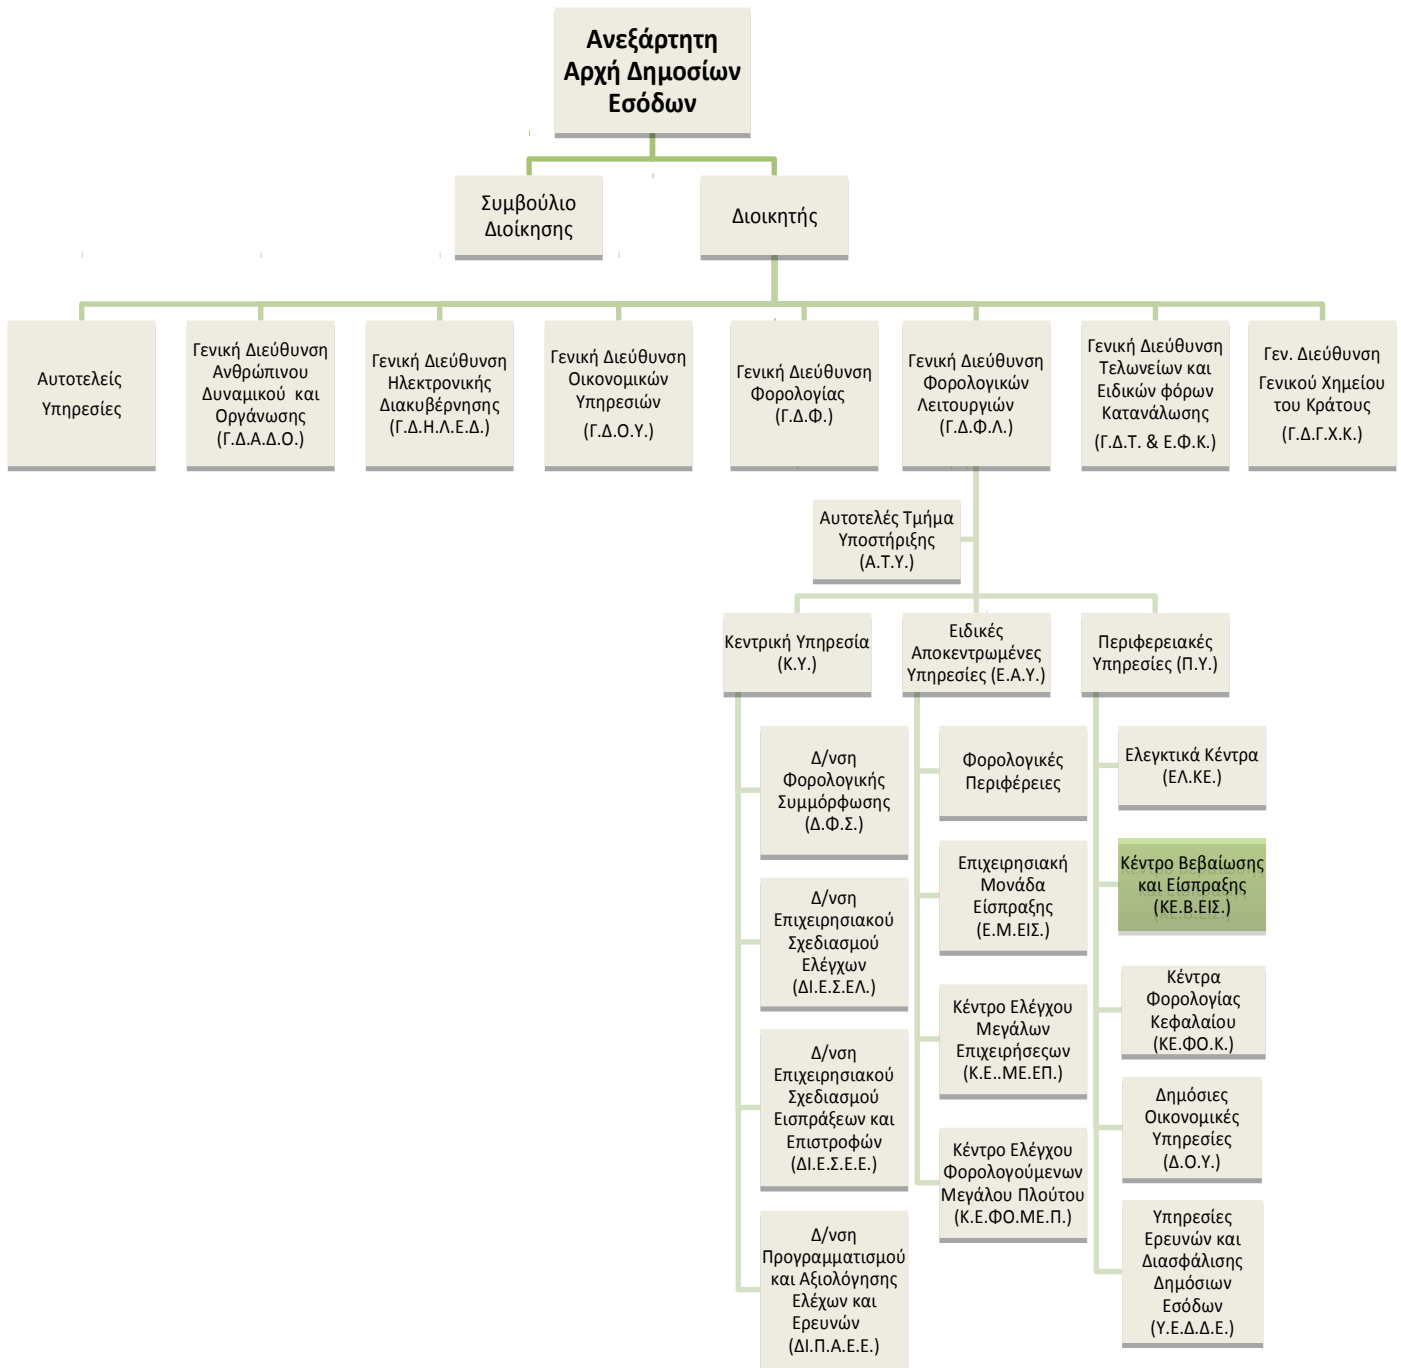 Ανεξάρτητη
Αρχή Δημοσίων
Εσόδων
Συμβούλιο
Διοίκησης
Διοικητής
Αυτοτελείς
Υπηρεσίες
Γενική Διεύθυνση
Ανθρώπινου
Δυναμικού και
Οργάνωσης
(Γ.Δ.Α.Δ.Ο.)
Γενική Διεύθυνση
Ηλεκτρονικής
Διακυβέρνησης
(Γ.Δ.Η.Λ.Ε.Δ.)
Γενική Διεύθυνση
Οικονομικών
Υπηρεσιών
(Γ.Δ.Ο.Υ.)
Γενική Διεύθυνση
Φορολογίας
(Γ.Δ.Φ.)
Γενική Διεύθυνση
Φορολογικών
Λειτουργιών
(Γ.Δ.Φ.Λ.)
Γενική Διεύθυνση
Τελωνείων και
Ειδικών φόρων
Κατανάλωσης
(Γ.Δ.Τ. & Ε.Φ.Κ.)
Γεν. Διεύθυνση
Γενικού Χημείου
του Κράτους
(Γ.Δ.Γ.Χ.Κ.)
Αυτοτελές Τμήμα
Υποστήριξης
(Α.Τ.Υ.)
Κεντρική Υπηρεσία
(Κ.Υ.)
Ειδικές
Αποκεντρωμένες
Υπηρεσίες (Ε.Α.Υ.)
Περιφερειακές
Υπηρεσίες (Π.Υ.)
Δ/νση
Φορολογικής
Συμμόρφωσης
(Δ.Φ.Σ.)
Δ/νση
Επιχειρησιακού
Σχεδιασμού
Ελέγχων
(ΔΙ.Ε.Σ.ΕΛ.)
Δ/νση
Επιχειρησιακού
Σχεδιασμού
Εισπράξεων και
Επιστροφών
(ΔΙ.Ε.Σ.Ε.Ε.)
Δ/νση
Προγραμματισμού
και Αξιολόγησης
Ελέχων και
Ερευνών
(ΔΙ.Π.Α.Ε.Ε.)
Φορολογικές
Περιφέρειες
Επιχειρησιακή
Μονάδα
Είσπραξης
(Ε.Μ.ΕΙΣ.)
Κέντρο Ελέγχου
Μεγάλων
Επιχειρήσεςων
(Κ.Ε..ΜΕ.ΕΠ.)
Κέντρο Ελέγχου
Φορολογούμενων
Μεγάλου Πλούτου
(Κ.Ε.ΦΟ.ΜΕ.Π.)
Ελεγκτικά Κέντρα
(ΕΛ.ΚΕ.)
Κέντρο Βεβαίωσης
και Είσπραξης
(ΚΕ.Β.ΕΙΣ.)
Κέντρα
Φορολογίας
Κεφαλαίου
(ΚΕ.ΦΟ.Κ.)
Δημόσιες
Οικονομικές
Υπηρεσίες
(Δ.Ο.Υ.)
Υπηρεσίες
Ερευνών και
Διασφάλισης
Δημόσιων
Εσόδων
(Υ.Ε.Δ.Δ.Ε.)